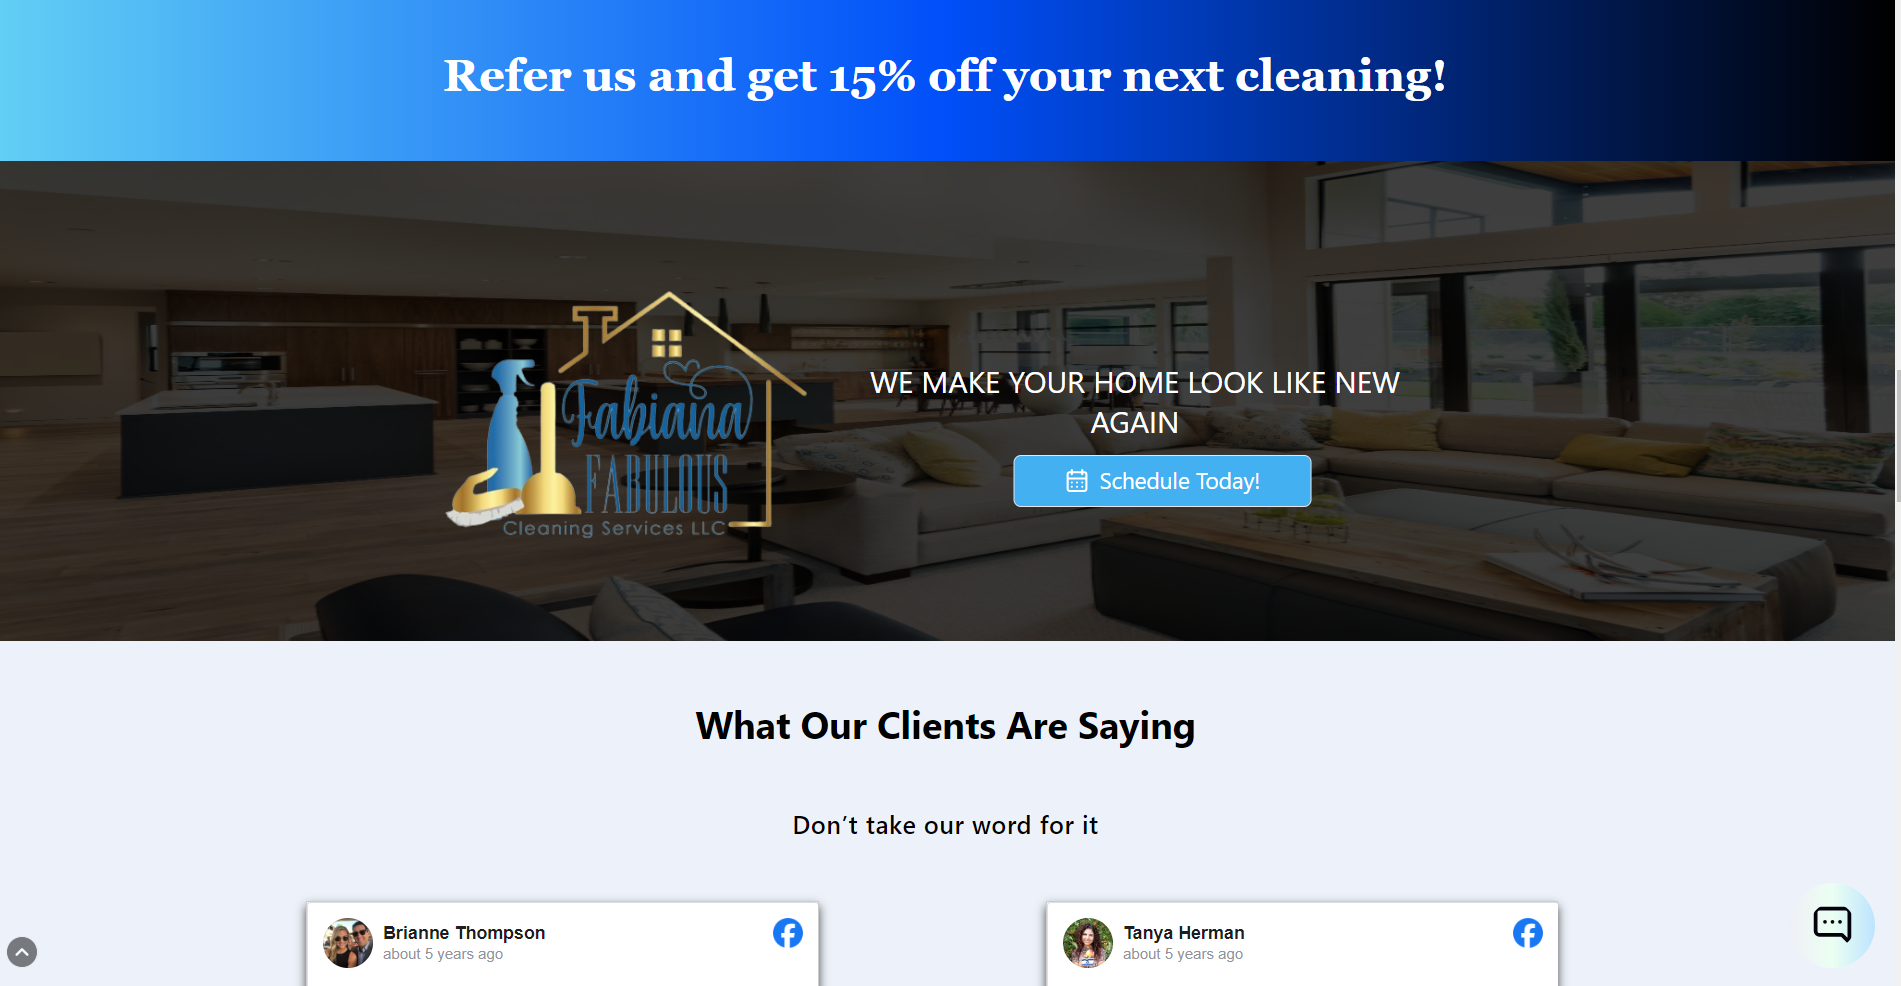 Refer us and get 15% off your next cleaning!
Fabiana
FABULOUS
Cleaning Services LLC
WE MAKE YOUR HOME LOOK LIKE NEW
AGAIN
Schedule Today!
What Our Clients Are Saying
Don’t take our word for it
Brianne Thompson
about 5 years ago
Tanya Herman
about 5 years ago